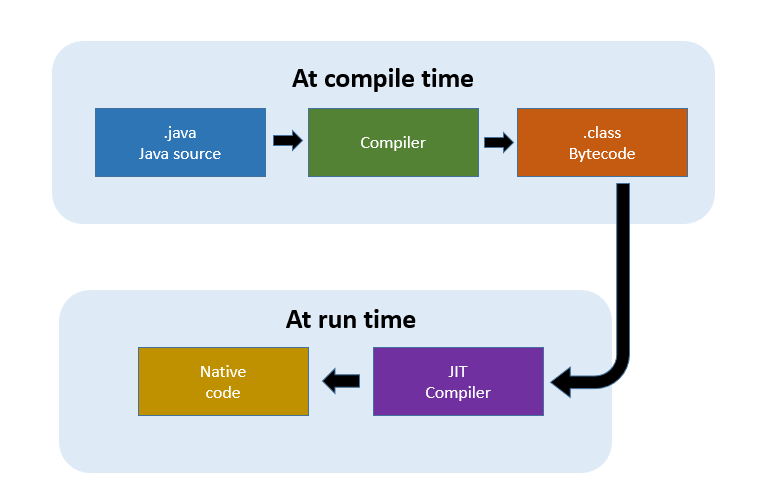 At compile time
.java
Java source
Compiler
.class
Bytecode
At run time
Native
code
JIT
Compiler